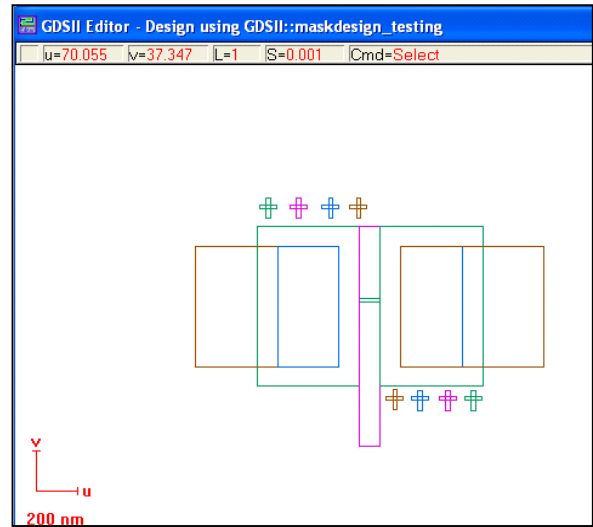 GDSII Editor - Design using GDSII::maskdesign_testing
u=70.055 v=37.347 L=1 S=0.001 Cmd=Select
v
u
200 nm